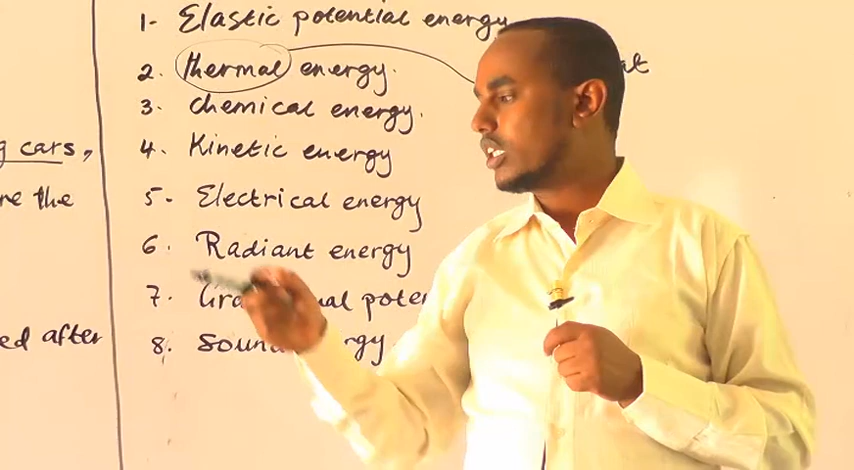 cars,
re the
ed after
1- Elastic potential energy
2. thermal energy.
3. chemical energy.
4. Kinetic energy
5- Electrical energy
6. Radiant energy
7.
8.